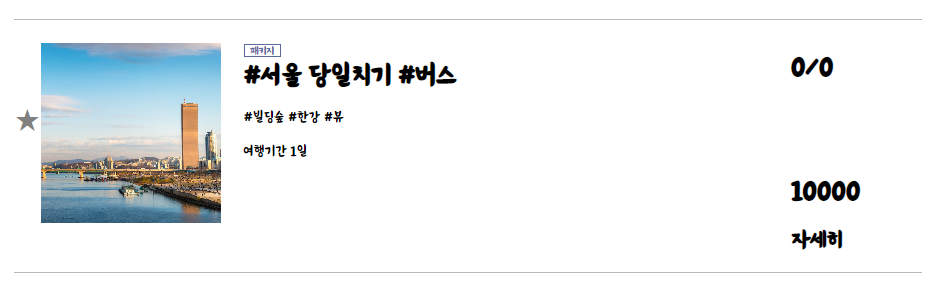 패키지
#서울 당일치기 #버스
0/0
#빌딩숲 #한강 #뷰
여행기간 1일
10000
자세히